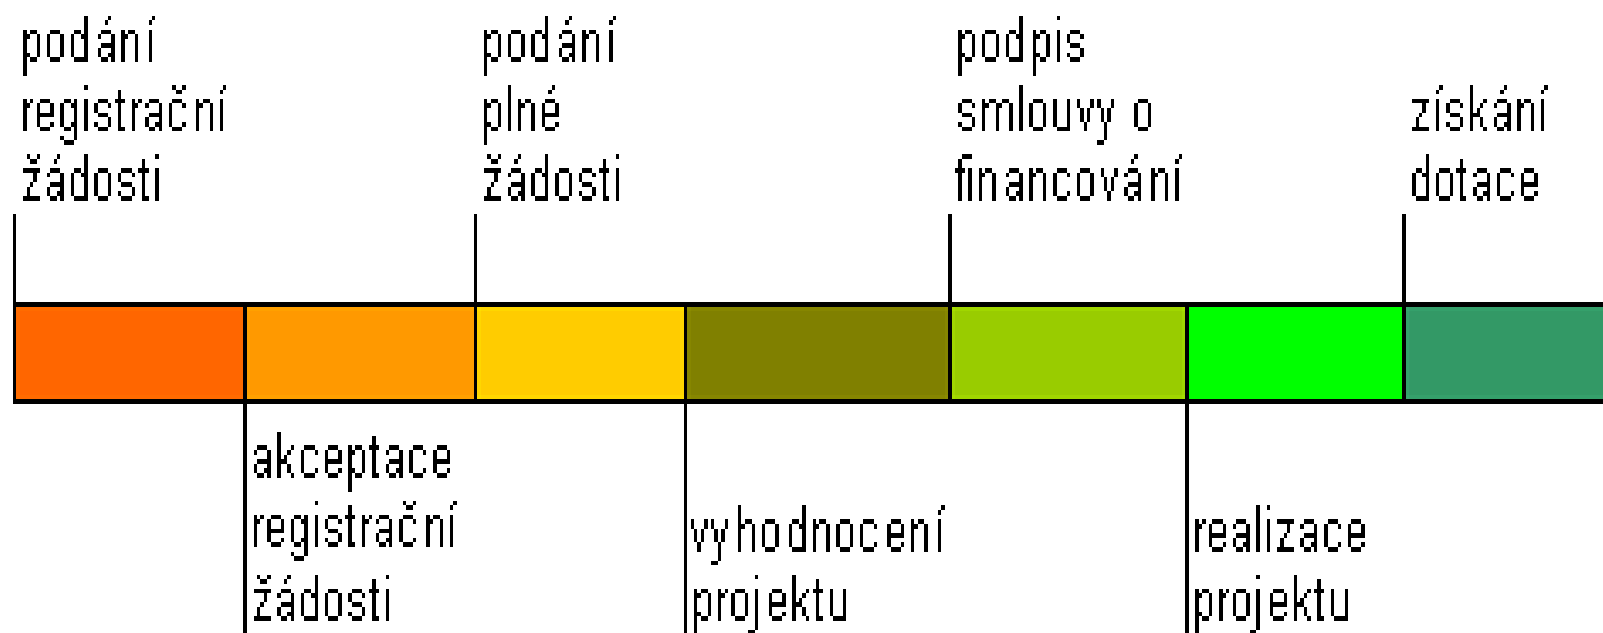 podání
registrační
žádosti
podání
plné
žádosti
podpis
smlouvy o
financování
získání
dotace
akceptace
registrační
žádosti
vyhodnocení
projektu
realizace
projektu